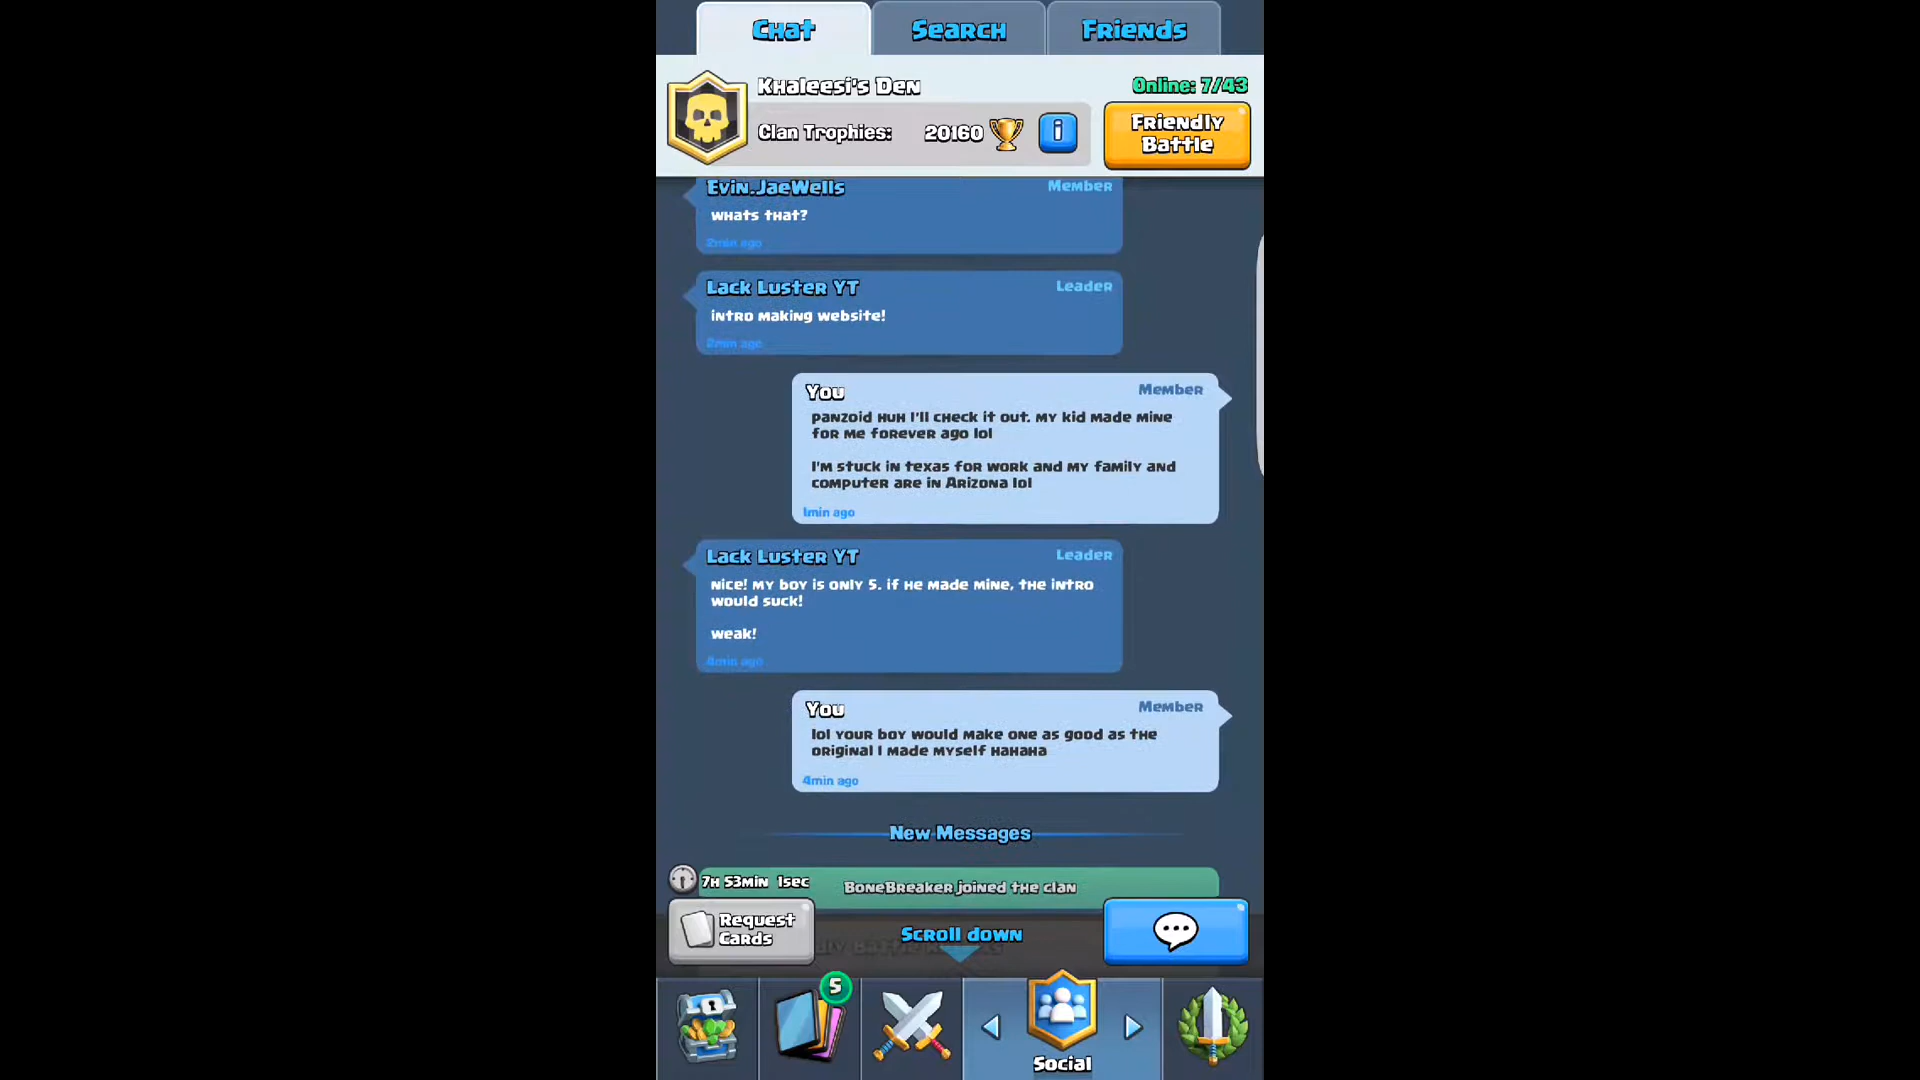 Chat
Search
Friends
Khaleesi's Den
Online: 7/43
Clan Trophies: 20160
Friendly
Battle
Evin.JaeWells
Member
whats that?
2min ago
Lack Luster YT
Leader
intro making website!
2min ago
You
Member
panzoid huh I'll check it out. my kid made mine
for me forever ago lol
I'm stuck in texas for work and my family and
computer are in Arizona lol
1min ago
Lack Luster YT
Leader
nice! my boy is only 5. if he made mine, the intro
would suck!
weak!
You
Member
lol your boy would make one as good as the
original I made myself hahaha
4min ago
New Messages
7h 53min 1sec
BoneBreaker joined the clan
Request
Cards
Scroll down
5
Social